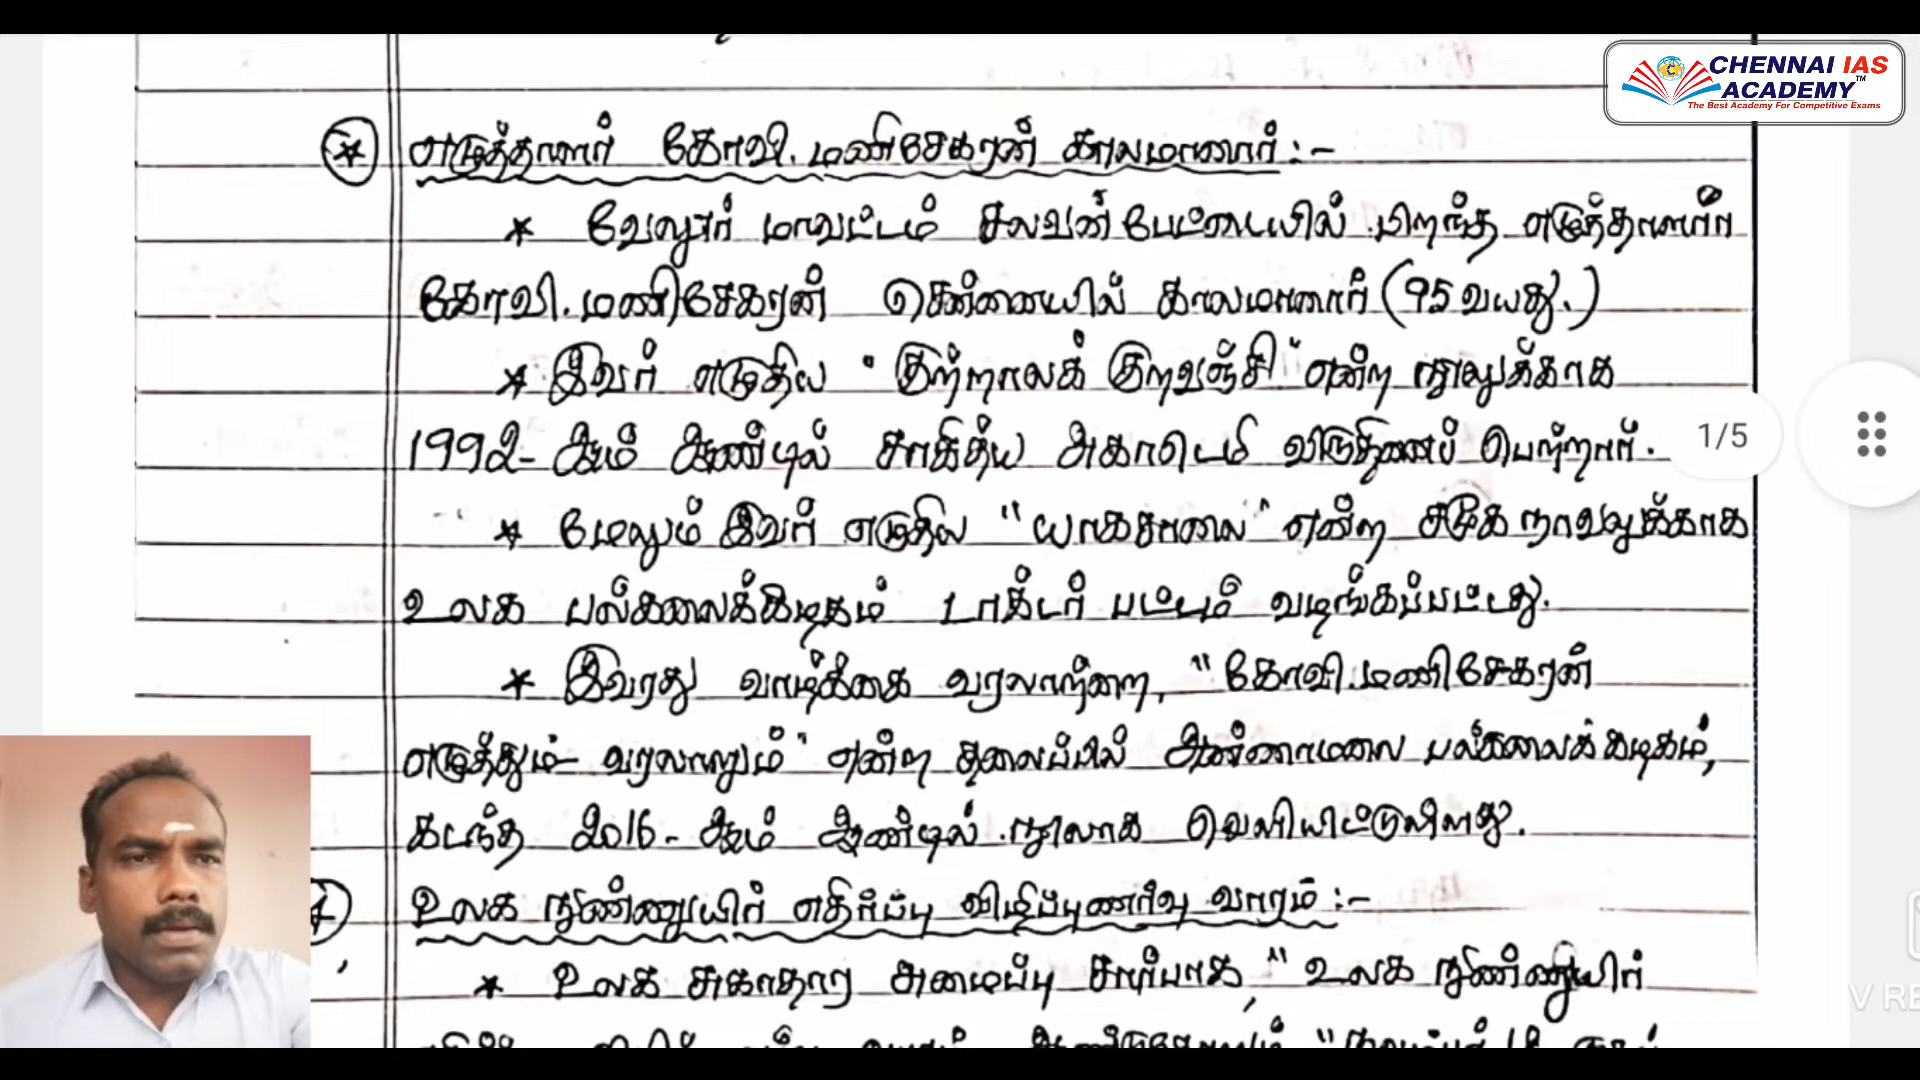 CHENNAI IAS
ACADEMY™
The Best Academy For Competitive Exams
எழுத்தாளர் கோவி. மணிசேகரன் காலமானார் :-
* வேலூர் மாவட்டம் சலவன் பேட்டையில் பிறந்த எழுத்தாளர்
கோவி. மணிசேகரன் சென்னையில் காலமானார் (95 வயது.)
* இவர் எழுதிய "குற்றாலக் குறவஞ்சி" என்ற நூலுக்காக
1992- ஆம் ஆண்டில் சாகித்ய அகாடெமி விருதினைப் பெற்றார்.
1/5
* மேலும் இவர் எழுதில "யாகசாலை" என்ற சமூக நாவலுக்காக
உலக பல்கலைக்கழகம் டாக்டர் பட்டம் வழங்கப்பட்டது.
* இவரது வாழ்க்கை வரலாற்றை, "கோவி.மணிசேகரன்
எழுத்தும் வரலாறும்" என்ற தலைப்பில் அண்ணாமலை பல்கலைக்கழகம்,
கடந்த 2016- ஆம் ஆண்டில் நூலாக வெளியிட்டுள்ளது.
உலக நுண்ணுயிர் எதிர்ப்பு விழிப்புணர்வு வாரம் :-
* உலக சுகாதார அமைப்பு சார்பாக, "உலக நுண்ணுயிர்